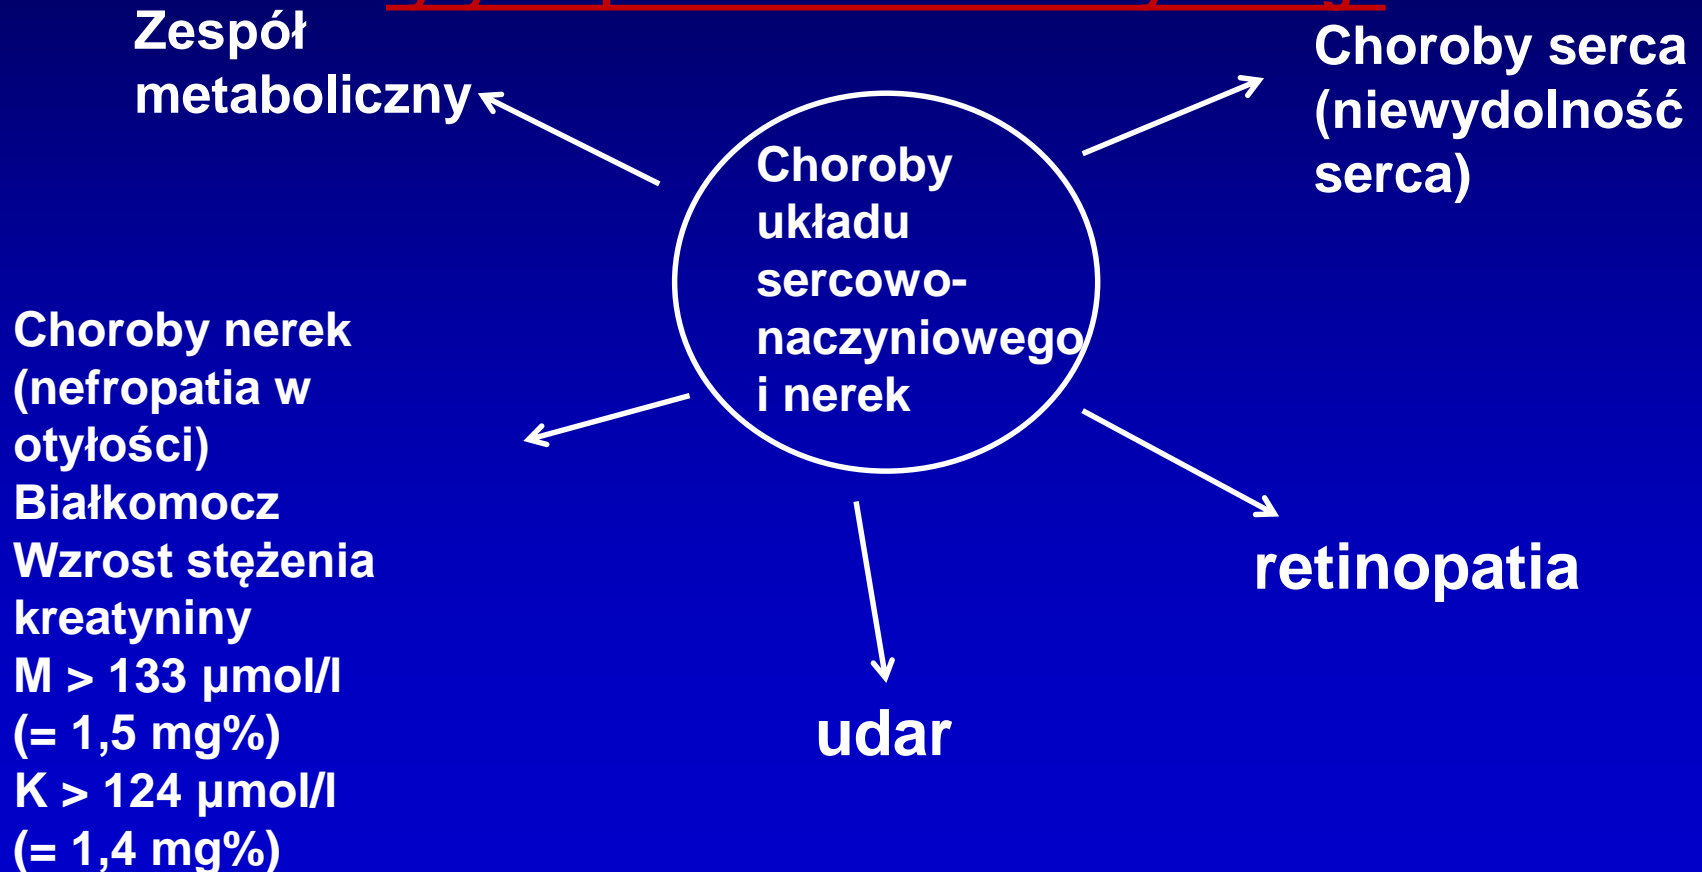 Zespół
metaboliczny
Choroby serca
(niewydolność
serca)
Choroby
układu
sercowo-
naczyniowego
i nerek
Choroby nerek
(nefropatia w
otyłości)
Białkomocz
Wzrost stężenia
kreatyniny
M > 133 μmol/l
(= 1,5 mg%)
K > 124 μmol/l
(= 1,4 mg%)
retinopatia
udar